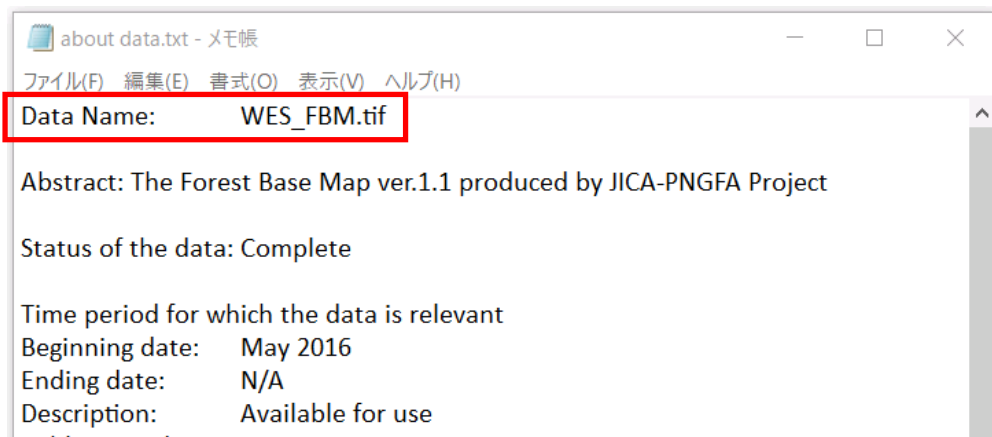 about data.txt - メモ帳
ファイル(F) 編集(E) 書式(O) 表示(V) ヘルプ(H)
Data Name: WES_FBM.tif
Abstract: The Forest Base Map ver.1.1 produced by JICA-PNGFA Project
Status of the data: Complete
Time period for which the data is relevant
Beginning date: May 2016
Ending date: N/A
Description: Available for use